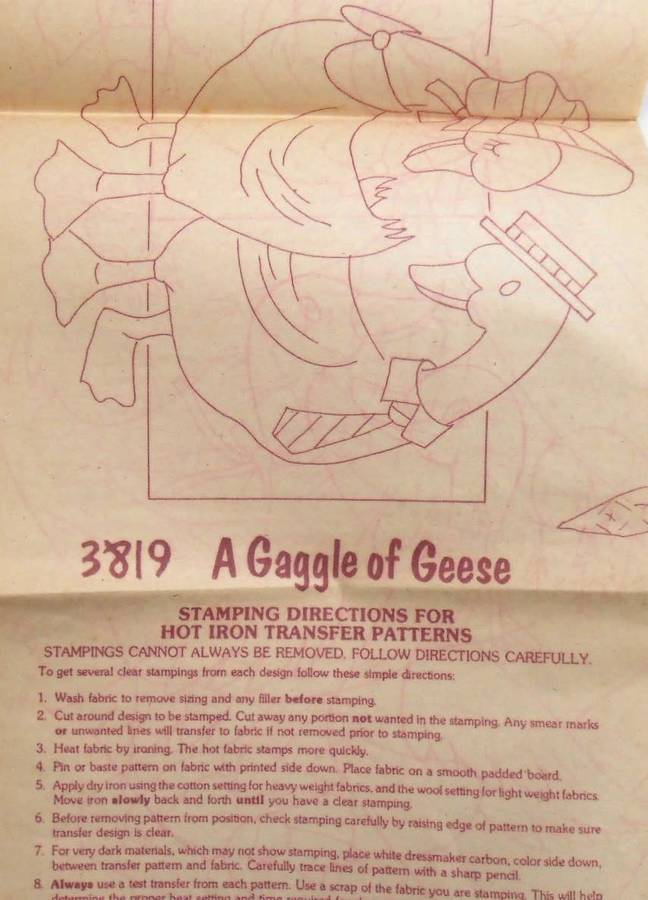 3819 A Gaggle of Geese
STAMPING DIRECTIONS FOR
HOT IRON TRANSFER PATTERNS
STAMPINGS CANNOT ALWAYS BE REMOVED. FOLLOW DIRECTIONS CAREFULLY.
To get several clear stampings from each design follow these simple directions:
1. Wash fabric to remove sizing and any filler before stamping.
2. Cut around design to be stamped. Cut away any portion not wanted in the stamping. Any smear marks
or unwanted lines will transfer to fabric if not removed prior to stamping.
3. Heat fabric by ironing. The hot fabric stamps more quickly.
4. Pin or baste pattern on fabric with printed side down. Place fabric on a smooth padded board.
5. Apply dry iron using the cotton setting for heavy weight fabrics, and the wool setting for light weight fabrics.
Move iron slowly back and forth until you have a clear stamping.
6. Before removing pattern from position, check stamping carefully by raising edge of pattern to make sure
transfer design is clear.
7. For very dark materials, which may not show stamping, place white dressmaker carbon, color side down,
between transfer pattern and fabric. Carefully trace lines of pattern with a sharp pencil.
8. Always use a test transfer from each pattern. Use a scrap of the fabric you are stamping. This will help
determine the proper heat setting and time required